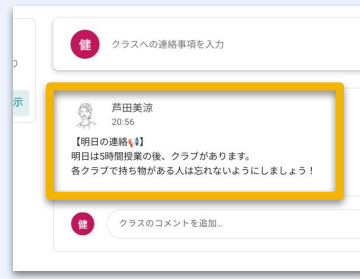 健 クラスへの連絡事項を入力
示
芦田美涼
20:56
【明日の連絡📢】
明日は5時間授業の後、クラブがあります。
各クラブで持ち物がある人は忘れないようにしましょう！
健 クラスのコメントを追加…